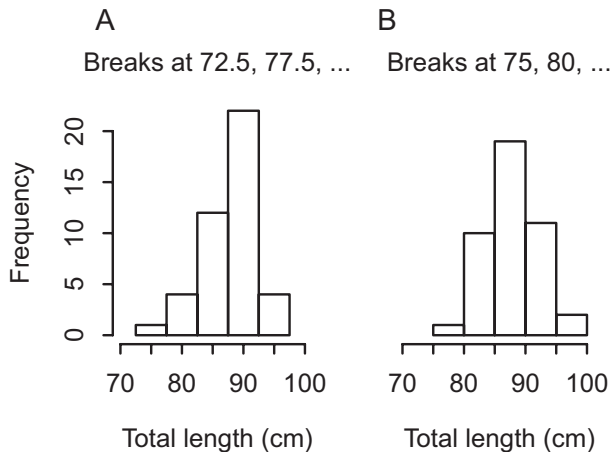 A
Breaks at 72.5, 77.5, ...
Frequency
0 5 10 15 20
70 80 90 100
Total length (cm)
B
Breaks at 75, 80, ...
70 80 90 100
Total length (cm)